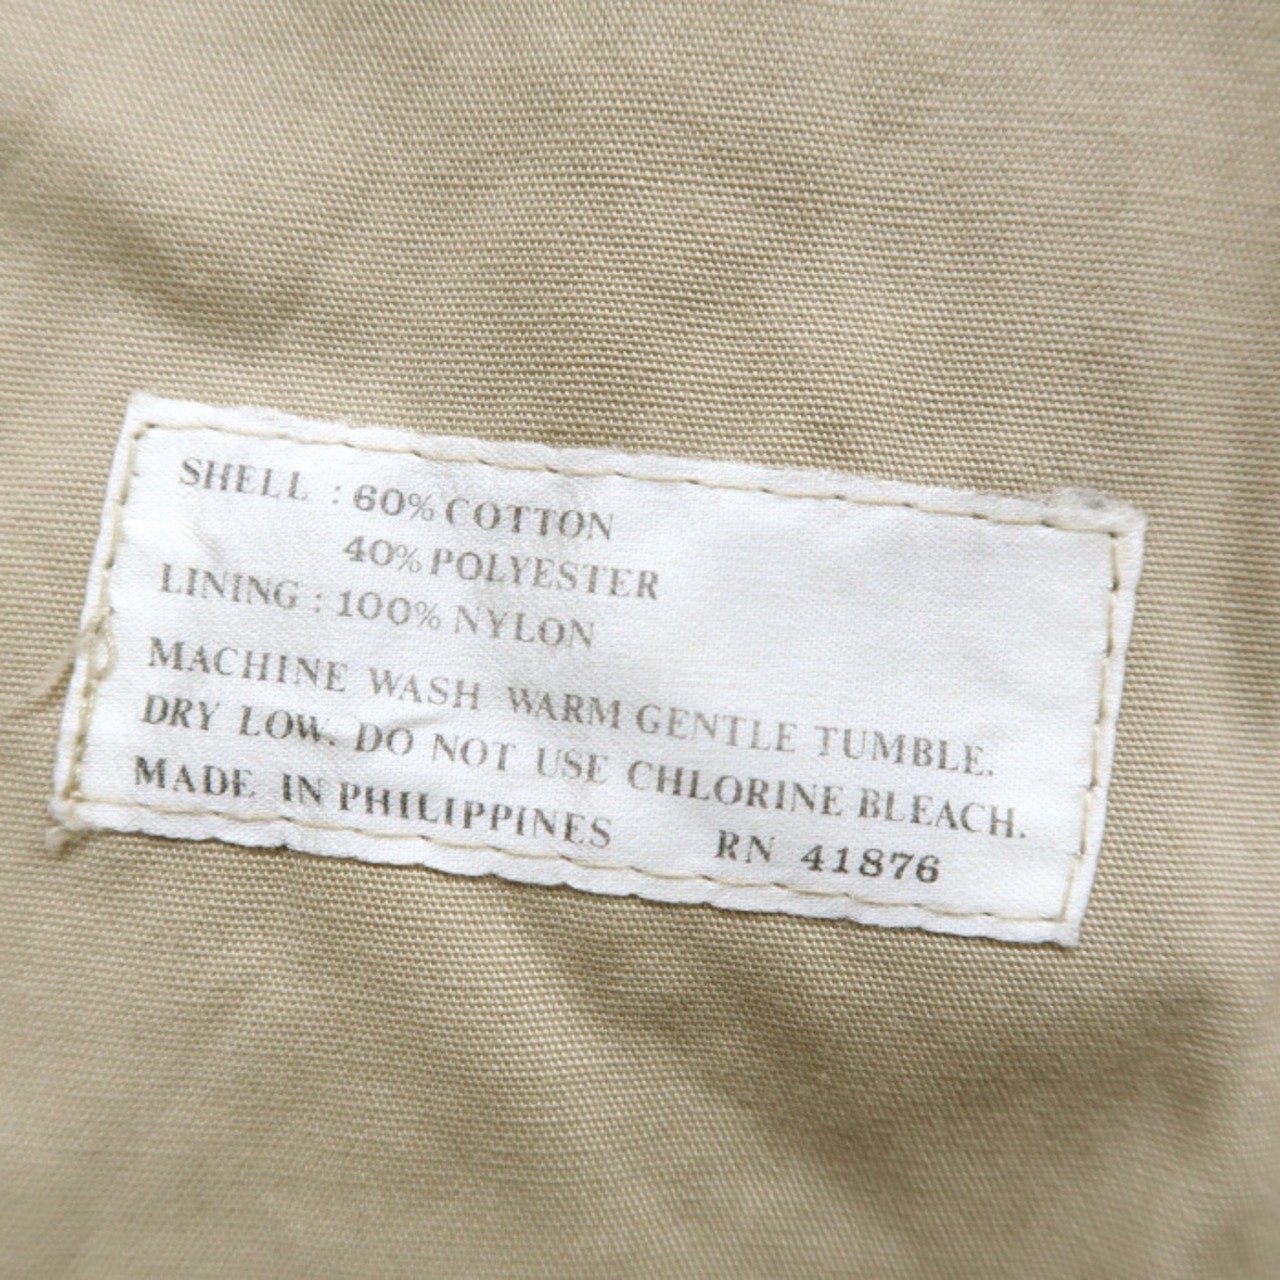 SHELL : 60% COTTON
40% POLYESTER
LINING : 100% NYLON
MACHINE WASH WARM GENTLE TUMBLE.
DRY LOW. DO NOT USE CHLORINE BLEACH.
MADE IN PHILIPPINES RN 41876